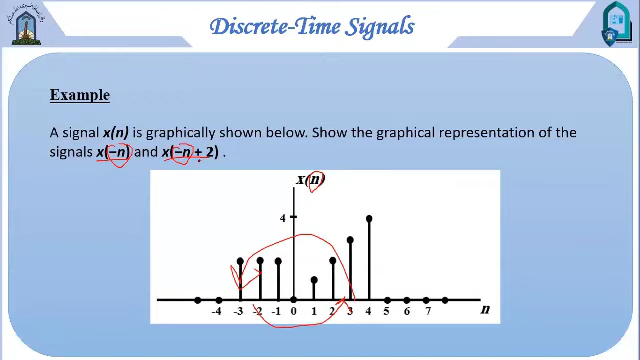 Discrete-Time Signals
Example
A signal x(n) is graphically shown below. Show the graphical representation of the
signals x(−n) and x(−n + 2) .
x(n)
4
-4 -3 -2 -1 0 1 2 3 4 5 6 7 n